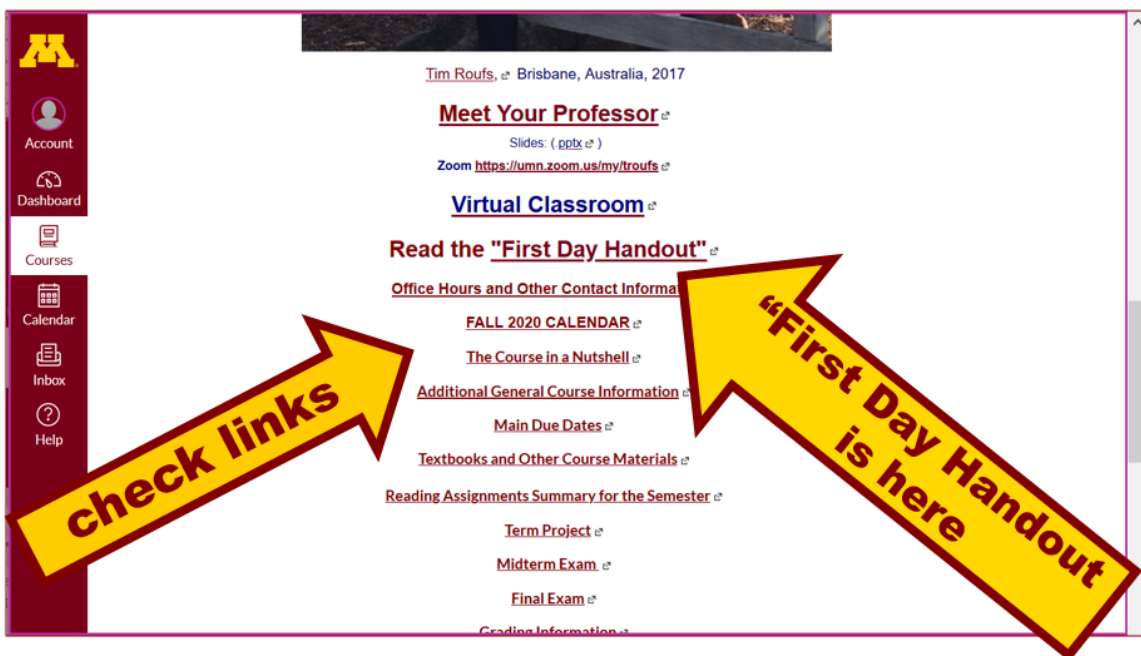 M
Account
Dashboard
Courses
Calendar
Inbox
Help
Tim Roufs, Brisbane, Australia, 2017
Meet Your Professor
Slides: (.pptx )
Zoom https://umn.zoom.us/my/troufs
Virtual Classroom
Read the "First Day Handout"
Office Hours and Other Contact Informat
FALL 2020 CALENDAR
The Course in a Nutshell
Additional General Course Information
Main Due Dates
Textbooks and Other Course Materials
Reading Assignments Summary for the Semester
Term Project
Midterm Exam
Final Exam
Grading Information
check links
“First Day Handout
is here